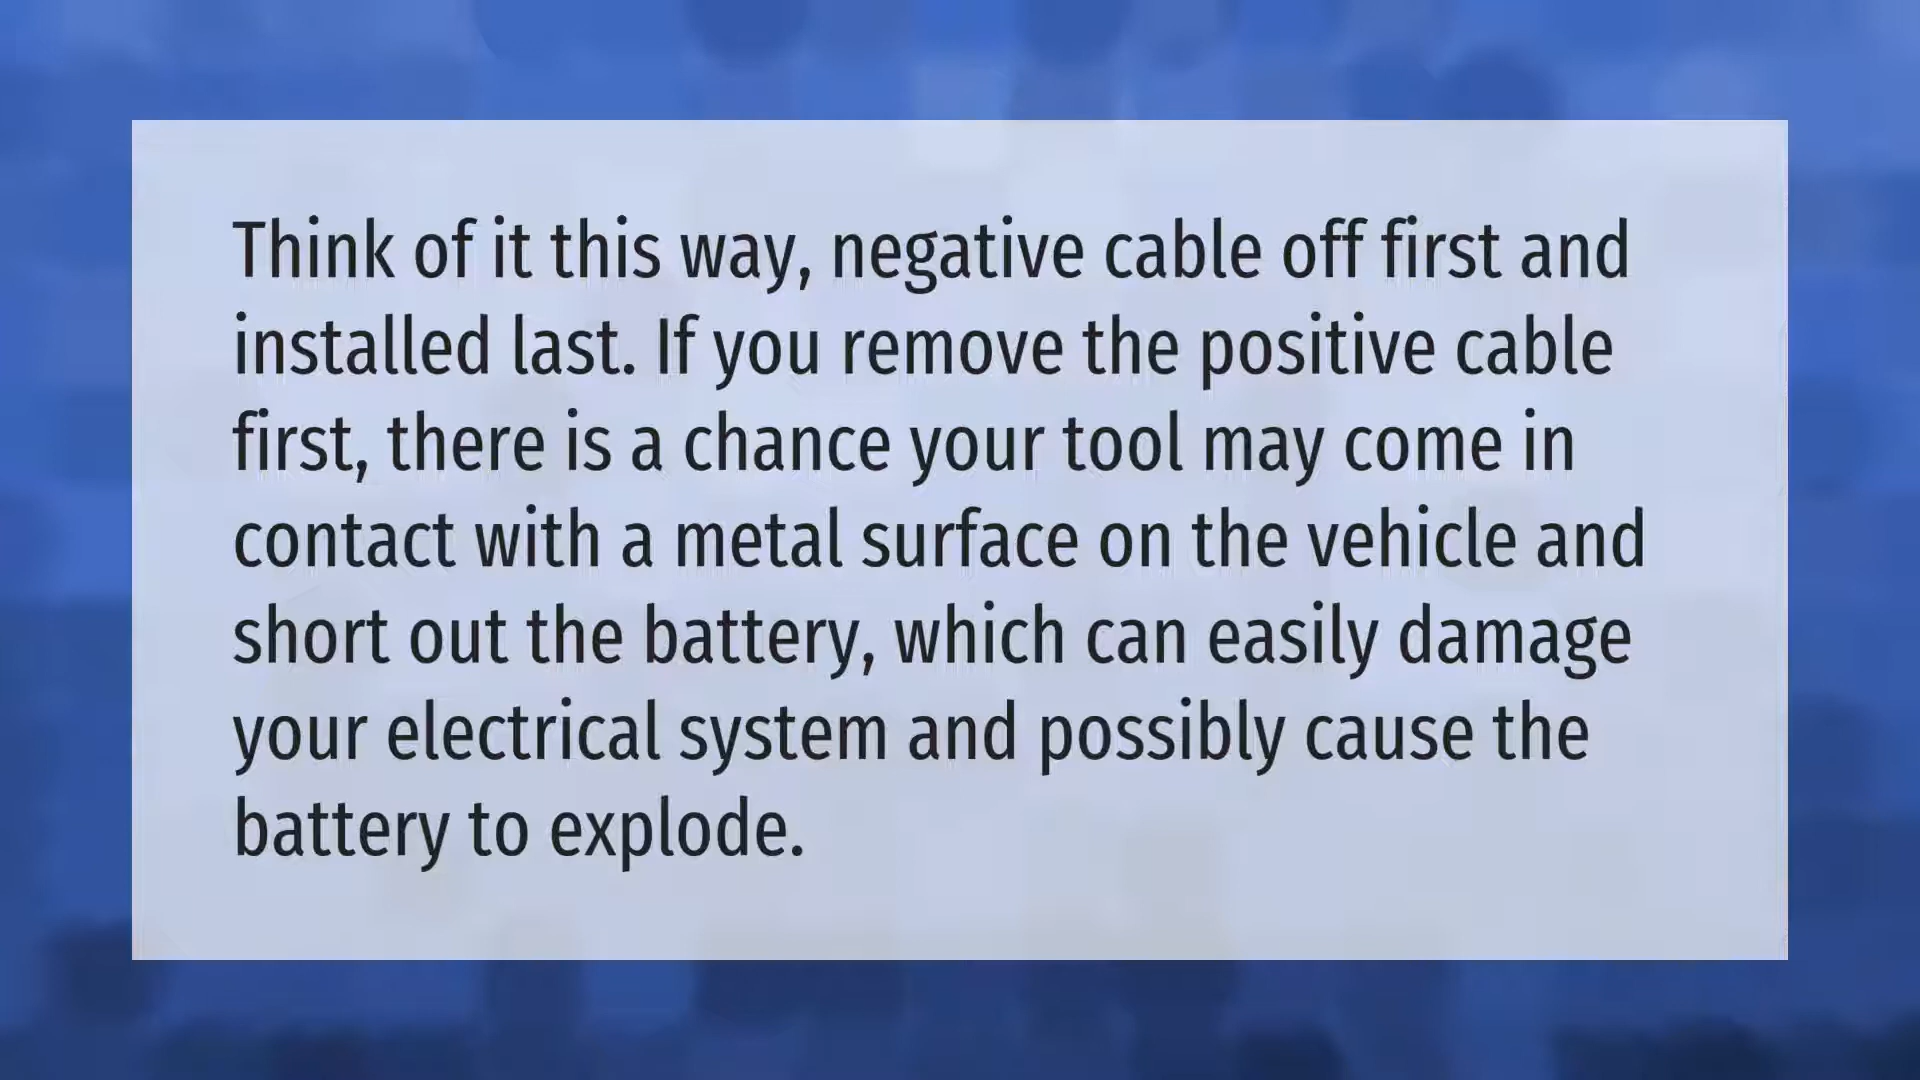 Think of it this way, negative cable off first and
installed last. If you remove the positive cable
first, there is a chance your tool may come in
contact with a metal surface on the vehicle and
short out the battery, which can easily damage
your electrical system and possibly cause the
battery to explode.